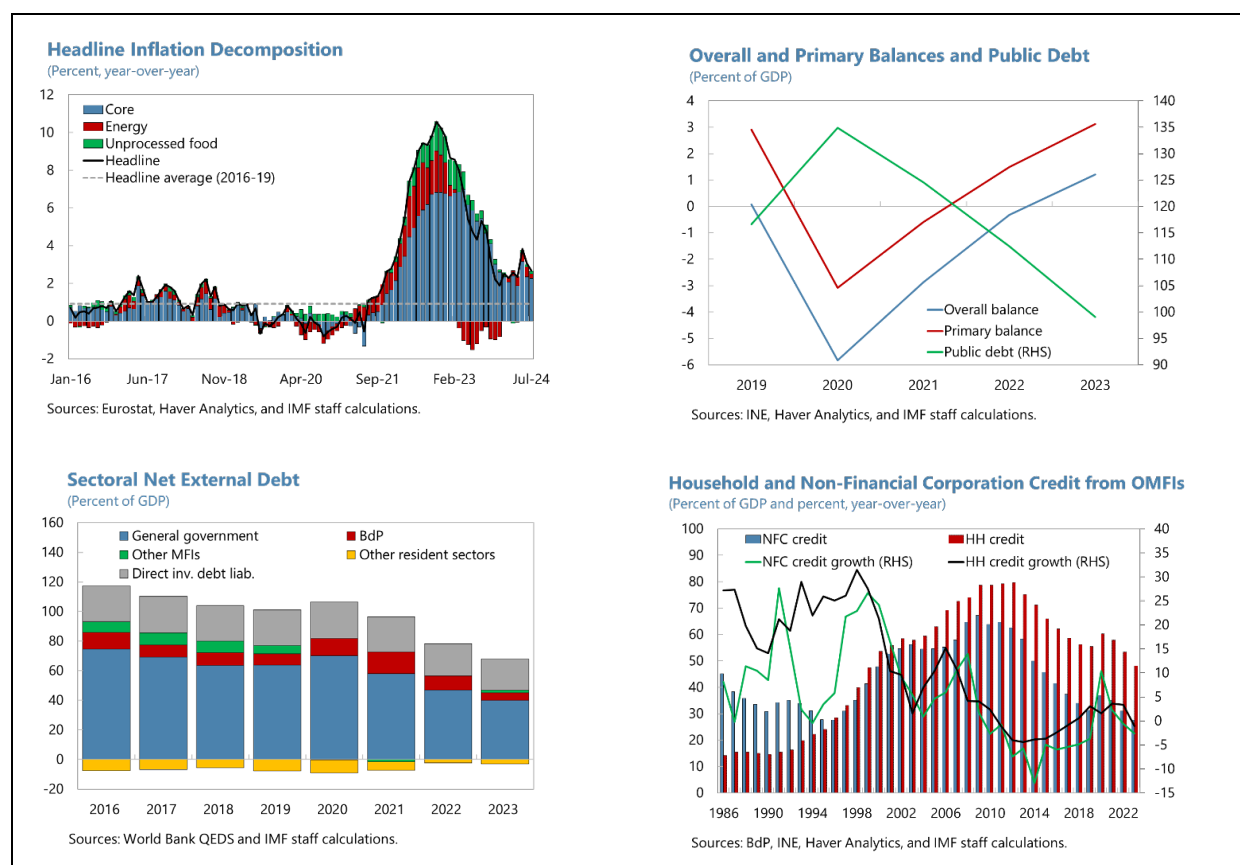 Headline Inflation Decomposition
(Percent, year-over-year)
12
10
8
6
4
2
0
-2
Core
Energy
Unprocessed food
Headline
Headline average (2016-19)
Jan-16 Jun-17 Nov-18 Apr-20 Sep-21 Feb-23 Jul-24
Sources: Eurostat, Haver Analytics, and IMF staff calculations.
Overall and Primary Balances and Public Debt
(Percent of GDP)
4
3
2
1
0
-1
-2
-3
-4
-5
-6
140
135
130
125
120
115
110
105
100
95
90
Overall balance
Primary balance
Public debt (RHS)
2019 2020 2021 2022 2023
Sources: INE, Haver Analytics, and IMF staff calculations.
Sectoral Net External Debt
(Percent of GDP)
160
140
120
100
80
60
40
20
0
-20
General government BdP
Other MFIs Other resident sectors
Direct inv. debt liab.
2016 2017 2018 2019 2020 2021 2022 2023
Sources: World Bank QEDS and IMF staff calculations.
Household and Non-Financial Corporation Credit from OMFIs
(Percent of GDP and percent, year-over-year)
100
90
80
70
60
50
40
30
20
10
0
40
35
30
25
20
15
10
5
0
-5
-10
-15
NFC credit HH credit
NFC credit growth (RHS) HH credit growth (RHS)
1986 1990 1994 1998 2002 2006 2010 2014 2018 2022
Sources: BdP, INE, Haver Analytics, and IMF staff calculations.